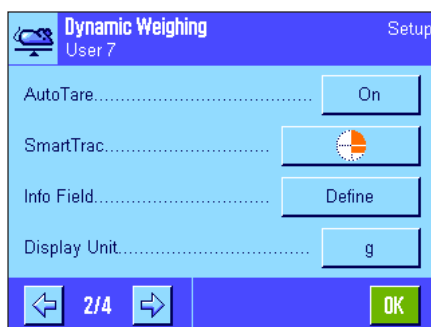 Dynamic Weighing Setup
User 7
AutoTare........................................ On
SmartTrac..............................
Info Field............................... Define
Display Unit................................... g
2/4 OK